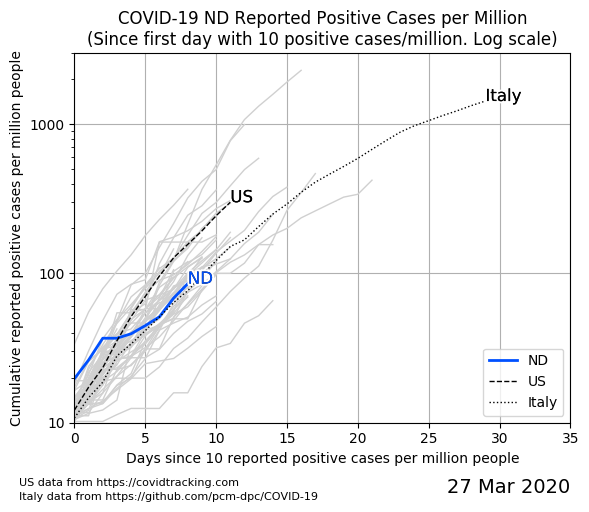 COVID-19 ND Reported Positive Cases per Million
(Since first day with 10 positive cases/million. Log scale)
Cumulative reported positive cases per million people
1000
100
10
Italy
US
ND
ND
US
Italy
0 5 10 15 20 25 30 35
Days since 10 reported positive cases per million people
US data from https://covidtracking.com
Italy data from https://github.com/pcm-dpc/COVID-19
27 Mar 2020